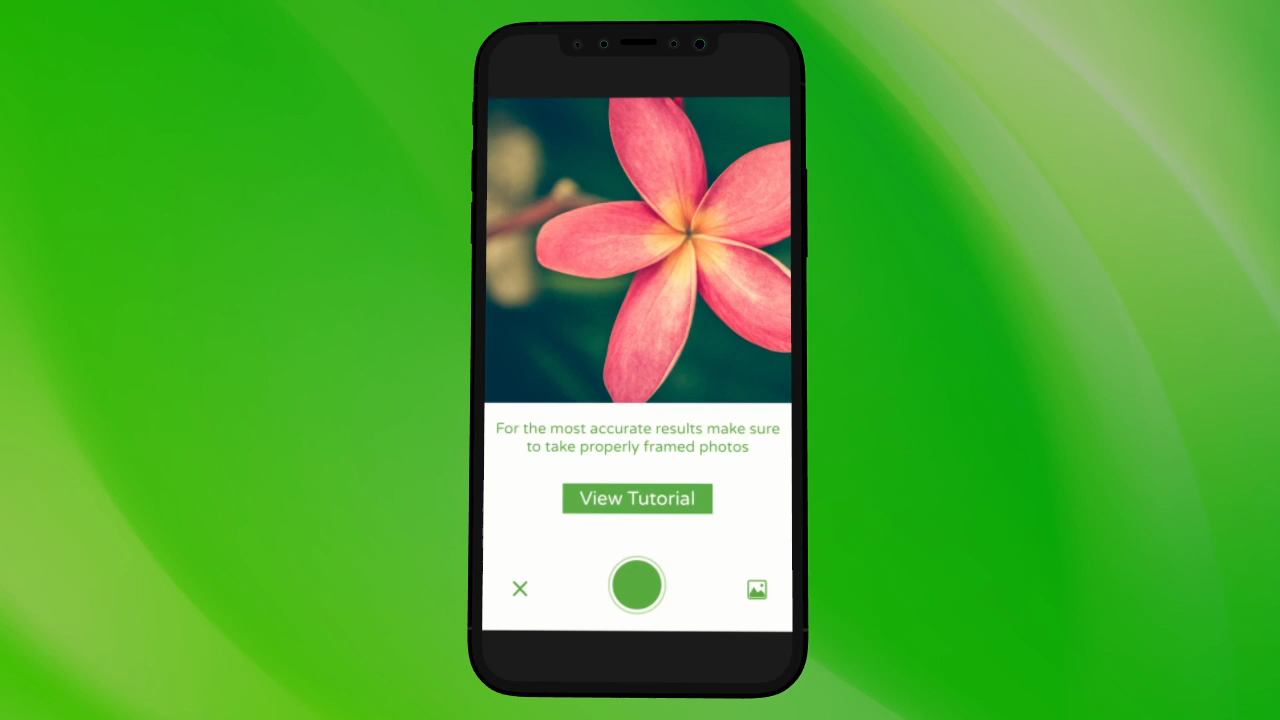 For the most accurate results make sure
to take properly framed photos
View Tutorial